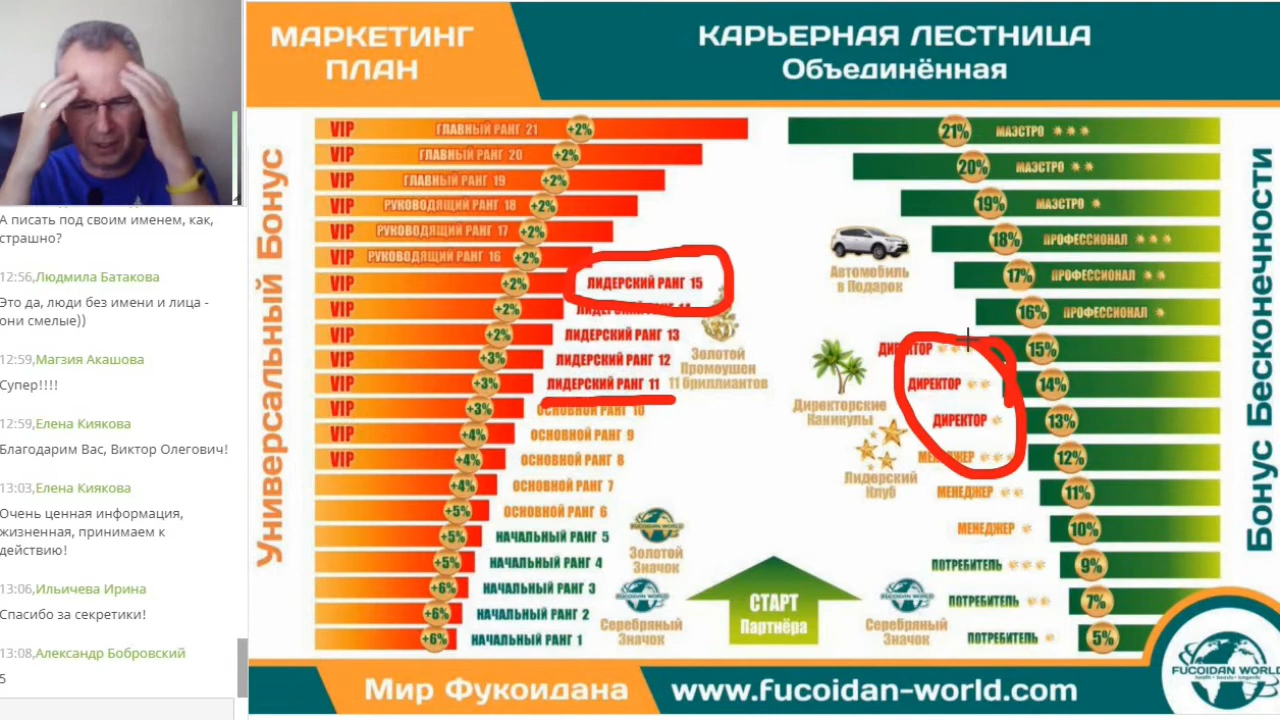 А писать под своим именем, как,
страшно?
12:56,Людмила Батакова
Это да, люди без имени и лица -
они смелые))
12:59,Магзия Акашова
Супер!!!!
12:59,Елена Киякова
Благодарим Вас, Виктор Олегович!
13:03,Елена Киякова
Очень ценная информация,
жизненная, принимаем к
действию!
13:06,Ильичева Ирина
Спасибо за секретики!
13:08,Александр Бобровский
5
МАРКЕТИНГ
ПЛАН
КАРЬЕРНАЯ ЛЕСТНИЦА
Объединённая
Универсальный Бонус
VIP ГЛАВНЫЙ РАНГ 21 +2%
VIP ГЛАВНЫЙ РАНГ 20 +2%
VIP ГЛАВНЫЙ РАНГ 19 +2%
VIP РУКОВОДЯЩИЙ РАНГ 18 +2%
VIP РУКОВОДЯЩИЙ РАНГ 17 +2%
VIP РУКОВОДЯЩИЙ РАНГ 16 +2%
VIP +2% ЛИДЕРСКИЙ РАНГ 15
VIP +2% ЛИДЕРСКИЙ РАНГ 14
VIP +2% ЛИДЕРСКИЙ РАНГ 13
VIP +3% ЛИДЕРСКИЙ РАНГ 12
VIP +3% ЛИДЕРСКИЙ РАНГ 11
VIP +3% ОСНОВНОЙ РАНГ 10
VIP +4% ОСНОВНОЙ РАНГ 9
VIP +4% ОСНОВНОЙ РАНГ 8
+4% ОСНОВНОЙ РАНГ 7
+5% ОСНОВНОЙ РАНГ 6
+5% НАЧАЛЬНЫЙ РАНГ 5
+5% НАЧАЛЬНЫЙ РАНГ 4
+6% НАЧАЛЬНЫЙ РАНГ 3
+6% НАЧАЛЬНЫЙ РАНГ 2
+6% НАЧАЛЬНЫЙ РАНГ 1
Золотой
Промоушен
11 бриллиантов
FUCOIDAN WORLD
Золотой
Значок
FUCOIDAN WORLD
Серебряный
Значок
СТАРТ
Партнёра
Автомобиль
в Подарок
Директорские
Каникулы
Лидерский
Клуб
FUCOIDAN WORLD
Серебряный
Значок
21% МАЭСТРО
20% МАЭСТРО
19% МАЭСТРО
18% ПРОФЕССИОНАЛ
17% ПРОФЕССИОНАЛ
16% ПРОФЕССИОНАЛ
ДИРЕКТОР 15%
ДИРЕКТОР 14%
ДИРЕКТОР 13%
МЕНЕДЖЕР 12%
МЕНЕДЖЕР 11%
МЕНЕДЖЕР 10%
ПОТРЕБИТЕЛЬ 9%
ПОТРЕБИТЕЛЬ 7%
ПОТРЕБИТЕЛЬ 5%
Бонус Бесконечности
Мир Фукоидана
www.fucoidan-world.com
FUCOIDAN WORLD